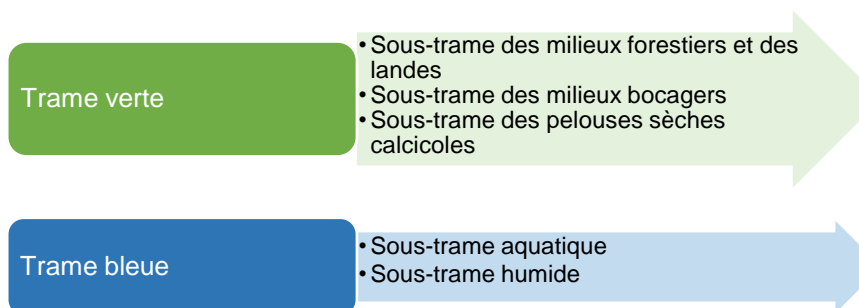 Trame verte
• Sous-trame des milieux forestiers et des
landes
• Sous-trame des milieux bocagers
• Sous-trame des pelouses sèches
calcicoles
Trame bleue
• Sous-trame aquatique
• Sous-trame humide